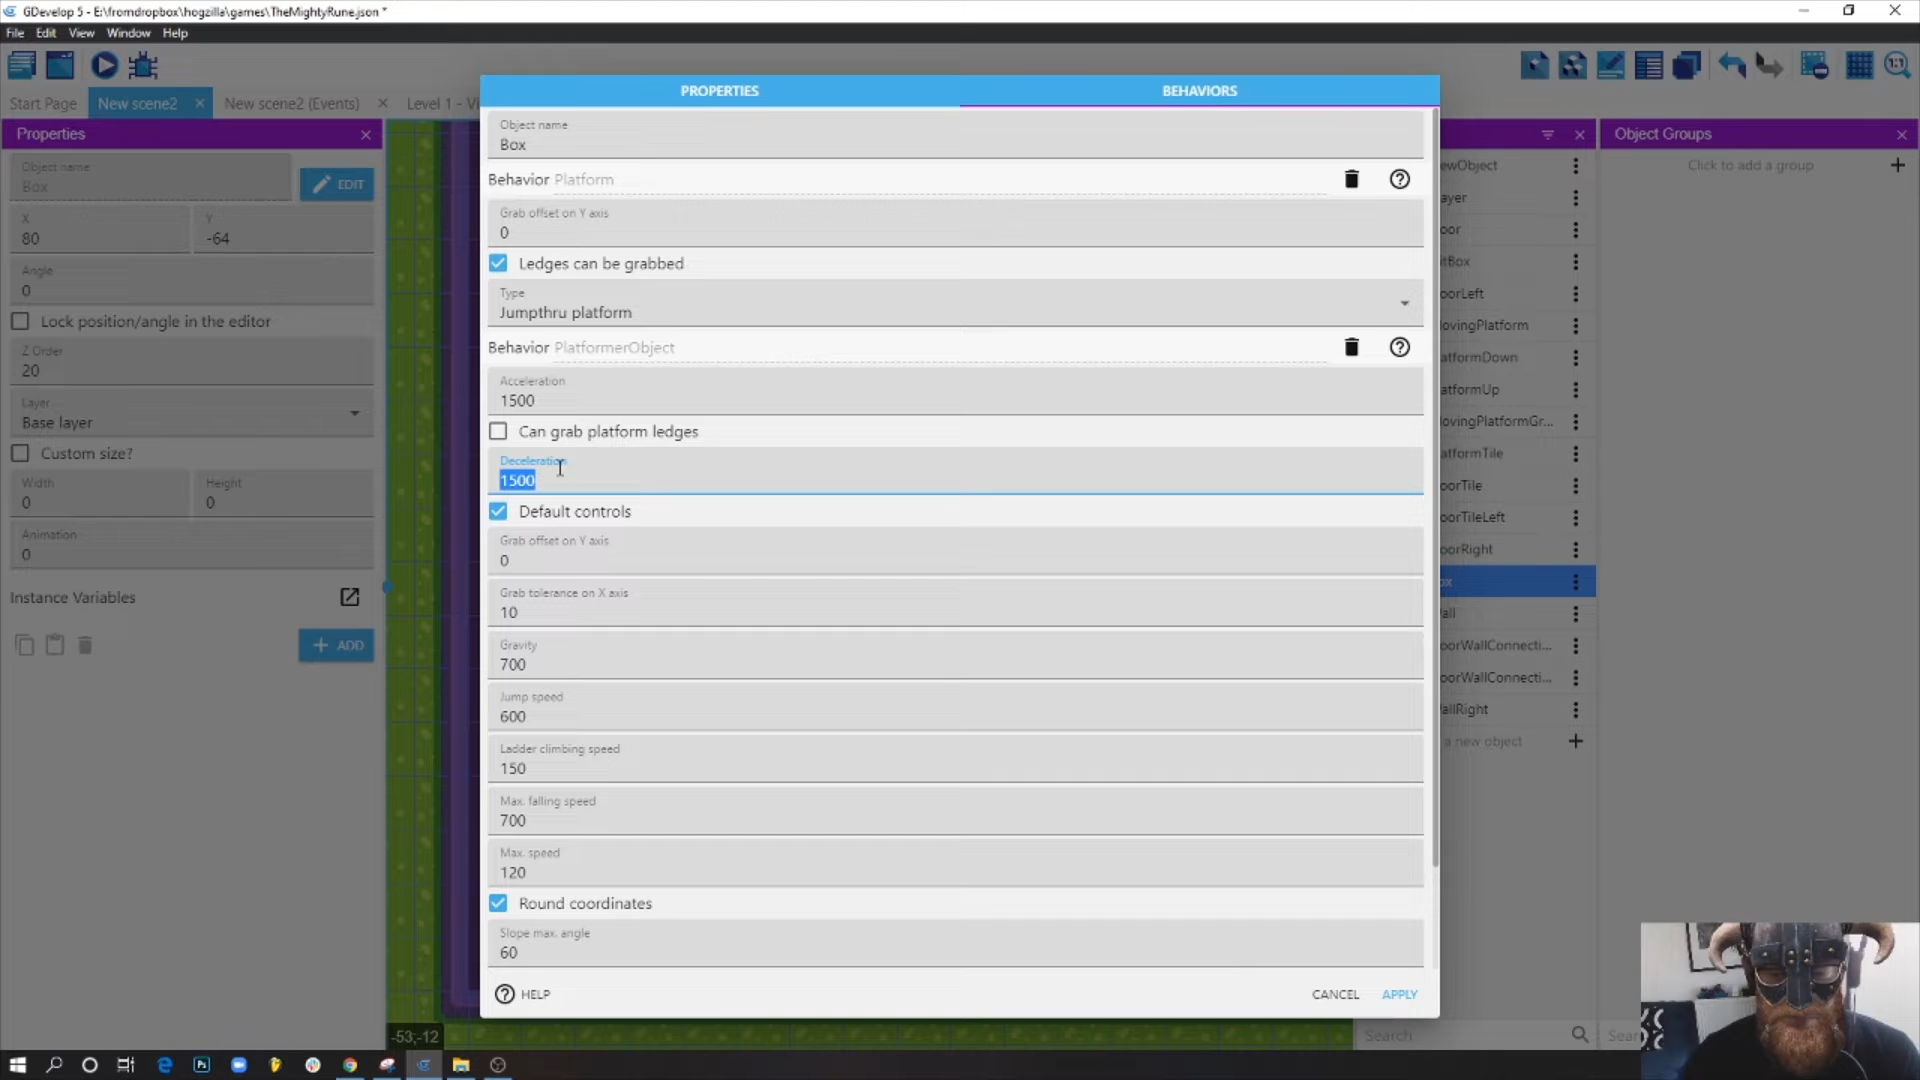 GDevelop 5 - E:\fromdropbox\hogzilla\games\TheMightyRune.json *
File Edit View Window Help
Start Page New scene2 × New scene2 (Events) × Level 1 - Vi
Properties
Object name
Box
EDIT
X
80
Y
-64
Angle
0
Lock position/angle in the editor
Z Order
20
Layer
Base layer
Custom size?
Width
0
Height
0
Animation
0
Instance Variables
+ ADD
PROPERTIES BEHAVIORS
Object name
Box
Behavior Platform
Grab offset on Y axis
0
Ledges can be grabbed
Type
Jumpthru platform
Behavior PlatformerObject
Acceleration
1500
Can grab platform ledges
Deceleration
1500
Default controls
Grab offset on Y axis
0
Grab tolerance on X axis
10
Gravity
700
Jump speed
600
Ladder climbing speed
150
Max. falling speed
700
Max. speed
120
Round coordinates
Slope max. angle
60
HELP CANCEL APPLY
ewObject
ayer
oor
tBox
oorLeft
ovingPlatform
atformDown
atformUp
ovingPlatformGr...
atformTile
oorTile
oorTileLeft
oorRight
ox
all
oorWallConnecti...
oorWallConnecti...
allRight
a new object +
Search
Object Groups
Click to add a group +
Sear
-53;-12
1:1